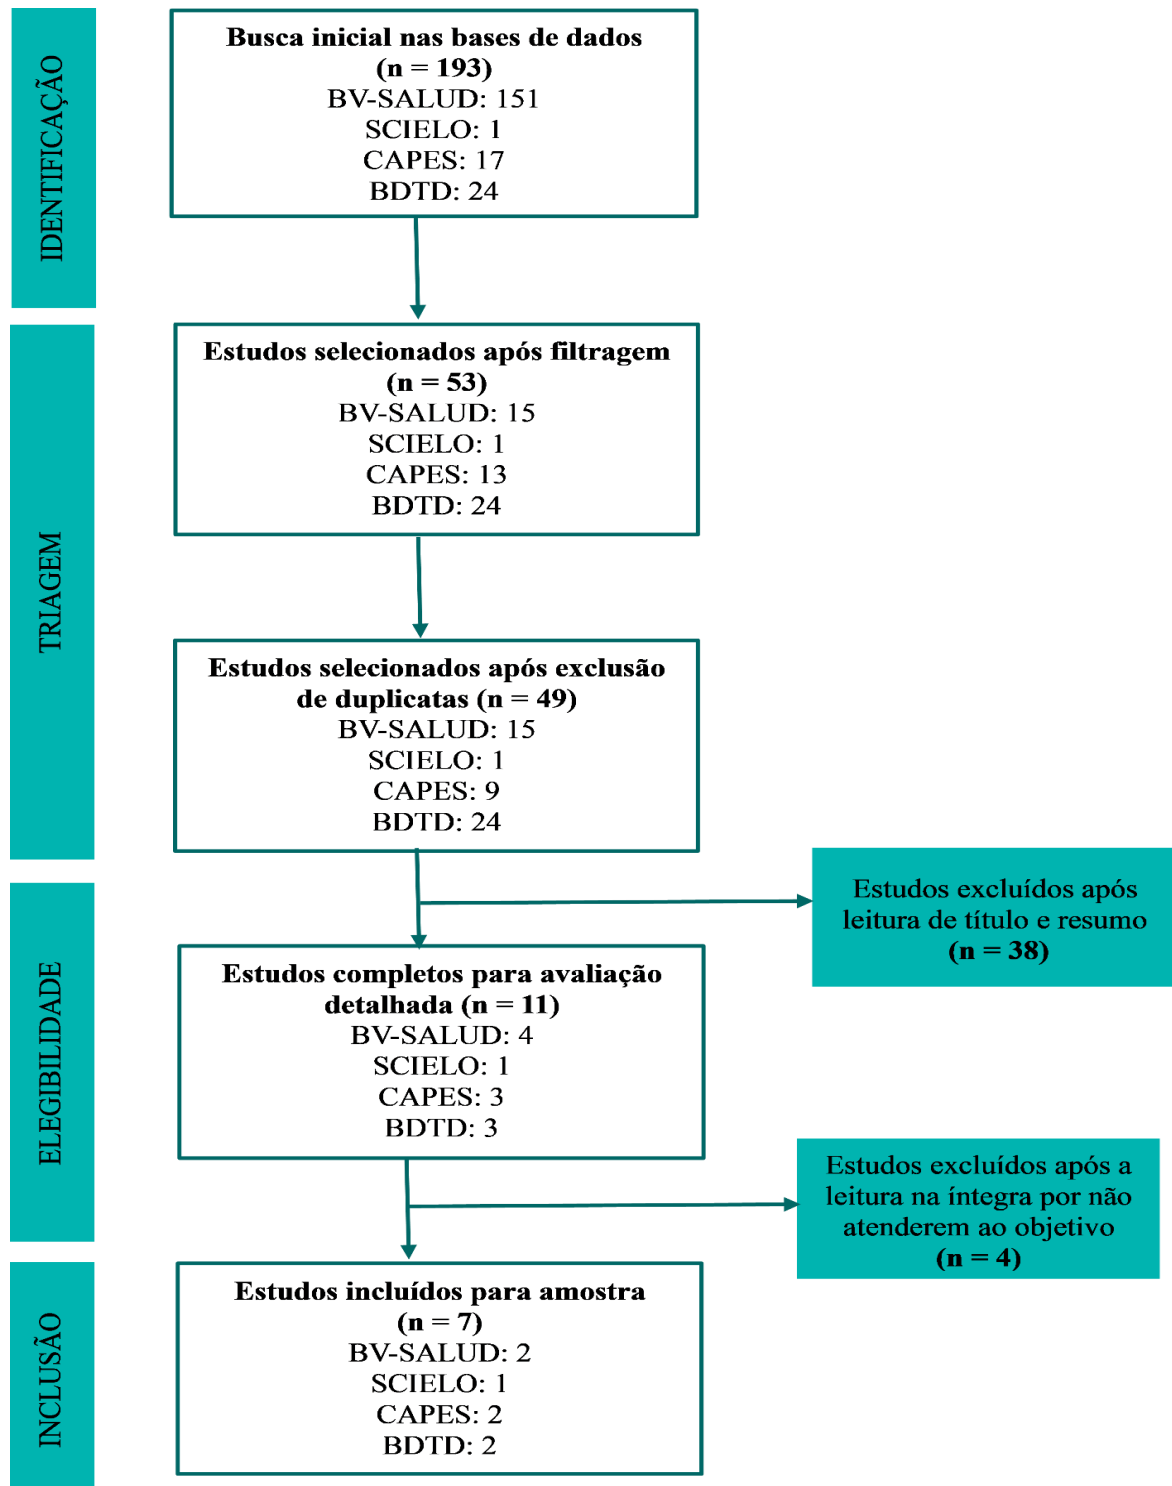 IDENTIFICAÇÃO
Busca inicial nas bases de dados
(n = 193)
BV-SALUD: 151
SCIELO: 1
CAPES: 17
BDTD: 24
TRIAGEM
Estudos selecionados após filtragem
(n = 53)
BV-SALUD: 15
SCIELO: 1
CAPES: 13
BDTD: 24
Estudos selecionados após exclusão
de duplicatas (n = 49)
BV-SALUD: 15
SCIELO: 1
CAPES: 9
BDTD: 24
Estudos excluídos após
leitura de título e resumo
(n = 38)
ELEGIBILIDADE
Estudos completos para avaliação
detalhada (n = 11)
BV-SALUD: 4
SCIELO: 1
CAPES: 3
BDTD: 3
Estudos excluídos após a
leitura na íntegra por não
atenderem ao objetivo
(n = 4)
INCLUSÃO
Estudos incluídos para amostra
(n = 7)
BV-SALUD: 2
SCIELO: 1
CAPES: 2
BDTD: 2